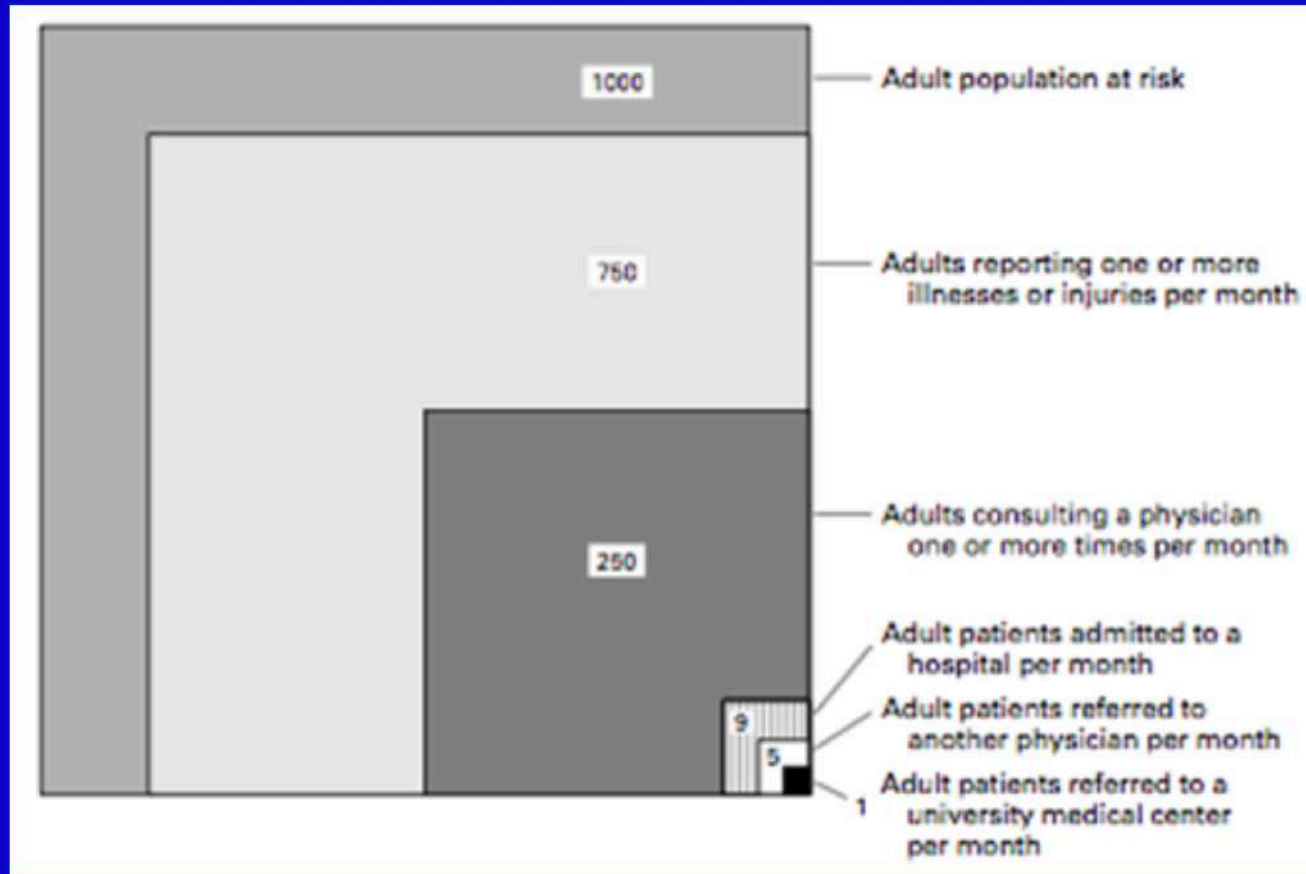 1000
Adult population at risk
750
Adults reporting one or more
illnesses or injuries per month
250
Adults consulting a physician
one or more times per month
Adult patients admitted to a
hospital per month
9
Adult patients referred to
another physician per month
5
Adult patients referred to a
university medical center
per month
1